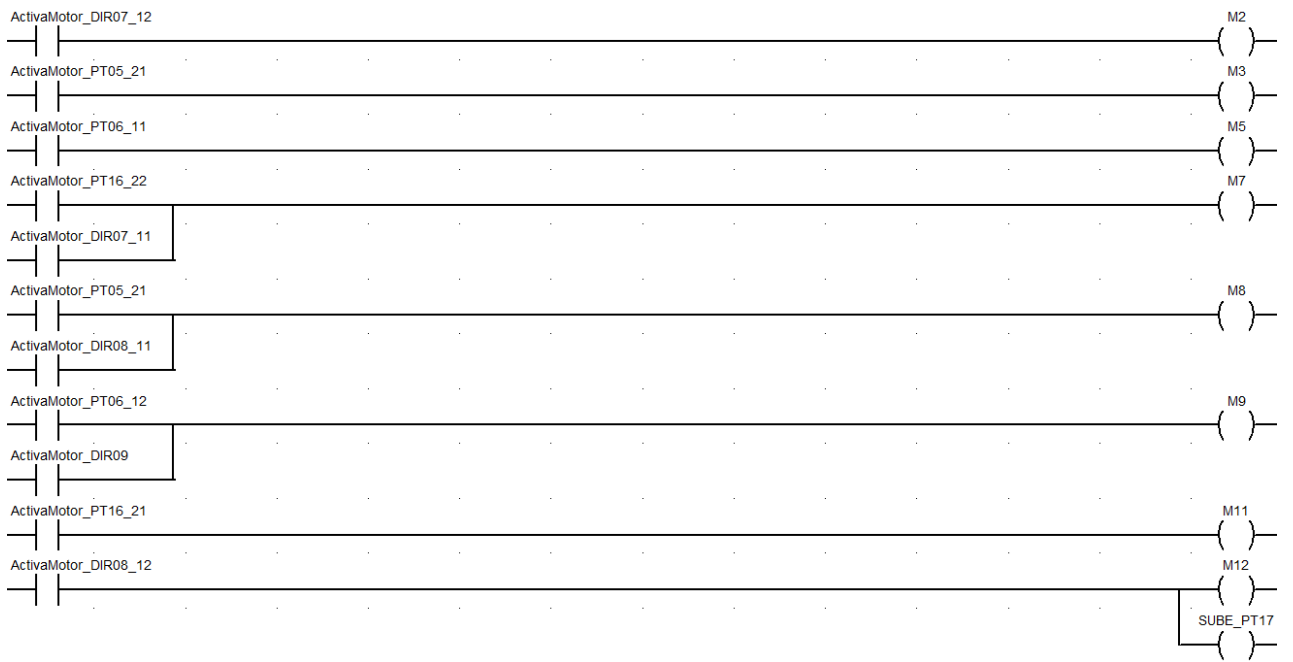 ActivaMotor_DIR07_12 M2
ActivaMotor_PT05_21 M3
ActivaMotor_PT06_11 M5
ActivaMotor_PT16_22 M7
ActivaMotor_DIR07_11
ActivaMotor_PT05_21 M8
ActivaMotor_DIR08_11
ActivaMotor_PT06_12 M9
ActivaMotor_DIR09
ActivaMotor_PT16_21 M11
ActivaMotor_DIR08_12 M12
SUBE_PT17